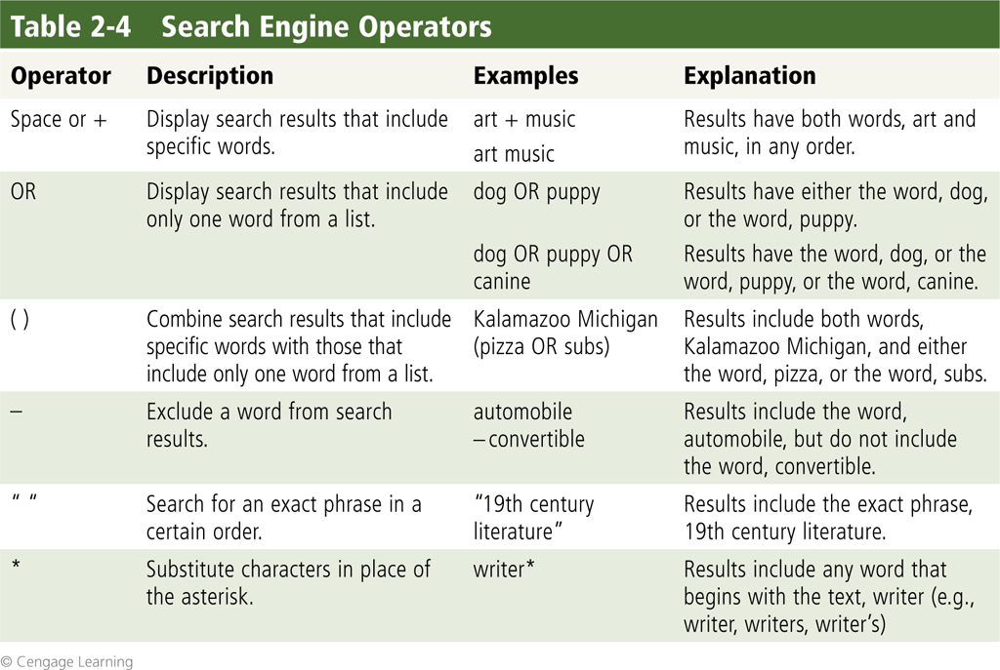 Table 2-4 Search Engine Operators
Operator Description Examples Explanation
Space or + Display search results that include art + music Results have both words, art and
specific words. art music music, in any order.
OR Display search results that include dog OR puppy Results have either the word, dog,
only one word from a list. or the word, puppy.
dog OR puppy OR Results have the word, dog, or the
canine word, puppy, or the word, canine.
( ) Combine search results that include Kalamazoo Michigan Results include both words,
specific words with those that (pizza OR subs) Kalamazoo Michigan, and either
include only one word from a list. the word, pizza, or the word, subs.
– Exclude a word from search automobile Results include the word,
results. – convertible automobile, but do not include
the word, convertible.
“ “ Search for an exact phrase in a “19th century Results include the exact phrase,
certain order. literature” 19th century literature.
* Substitute characters in place of writer* Results include any word that
the asterisk. begins with the text, writer (e.g.,
writer, writers, writer’s)
© Cengage Learning